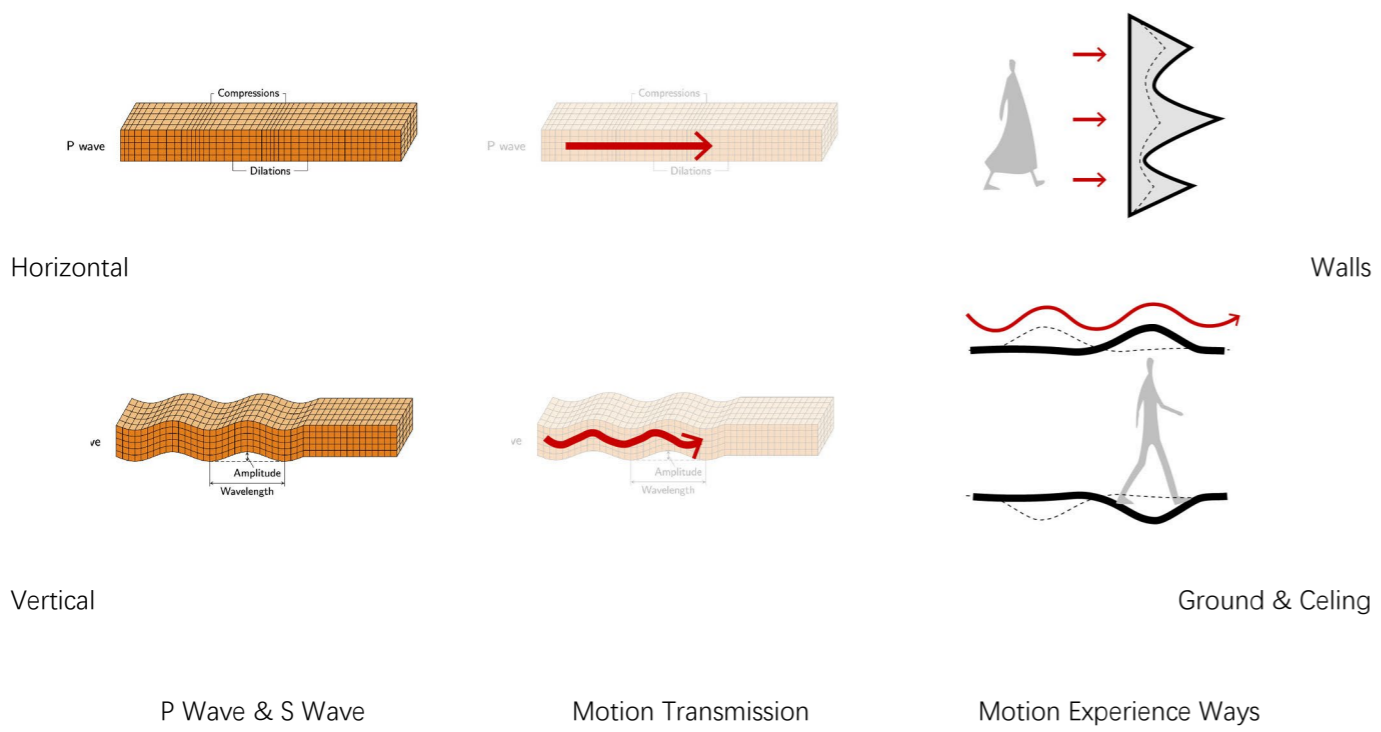 Compressions
P wave
Dilations
Compressions
P wave
Dilations
Horizontal
Walls
ve
Amplitude
Wavelength
ve
Amplitude
Wavelength
Vertical
Ground & Celing
P Wave & S Wave
Motion Transmission
Motion Experience Ways